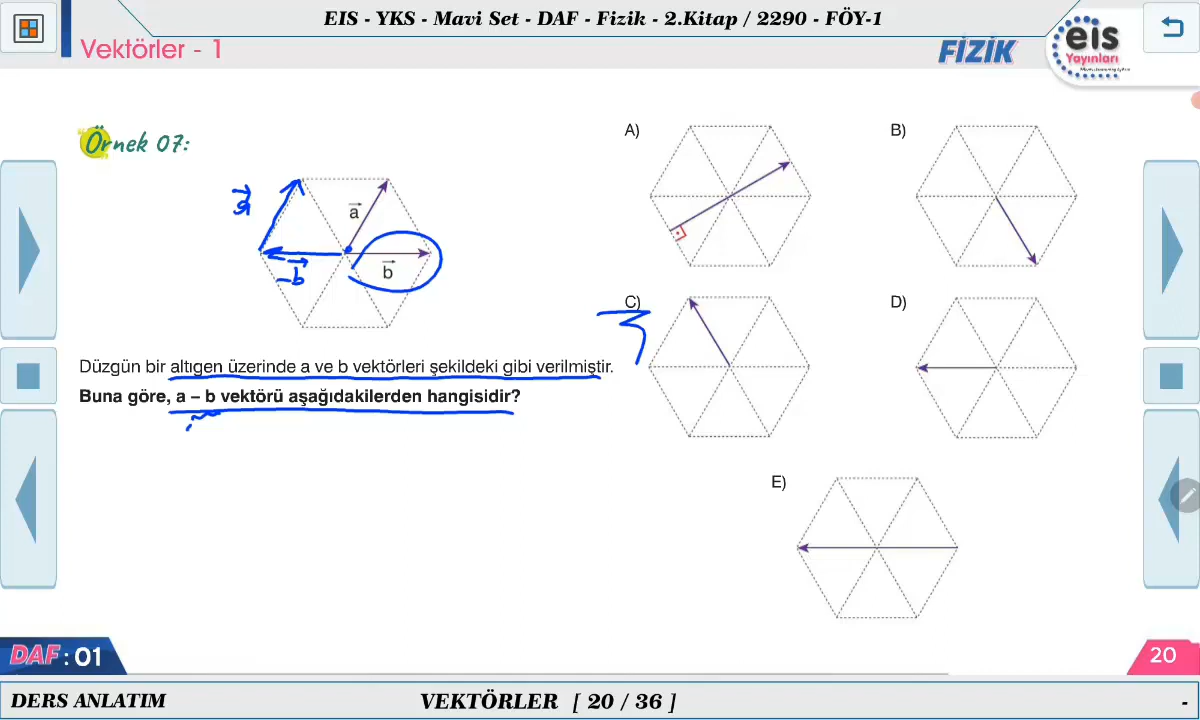 EIS - YKS - Mavi Set - DAF - Fizik - 2.Kitap / 2290 - FÖY-1
Vektörler - 1
FİZİK
eis
Yayınları
Örnek 07:
a
a
b
-b
Düzgün bir altıgen üzerinde a ve b vektörleri şekildeki gibi verilmiştir.
Buna göre, a – b vektörü aşağıdakilerden hangisidir?
A)
B)
C)
D)
E)
DAF : 01
20
DERS ANLATIM
VEKTÖRLER [ 20 / 36 ]
-